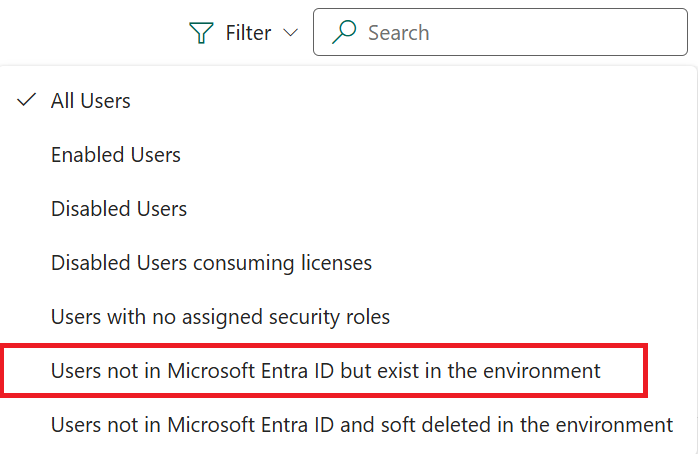 Filter
Search
All Users
Enabled Users
Disabled Users
Disabled Users consuming licenses
Users with no assigned security roles
Users not in Microsoft Entra ID but exist in the environment
Users not in Microsoft Entra ID and soft deleted in the environment